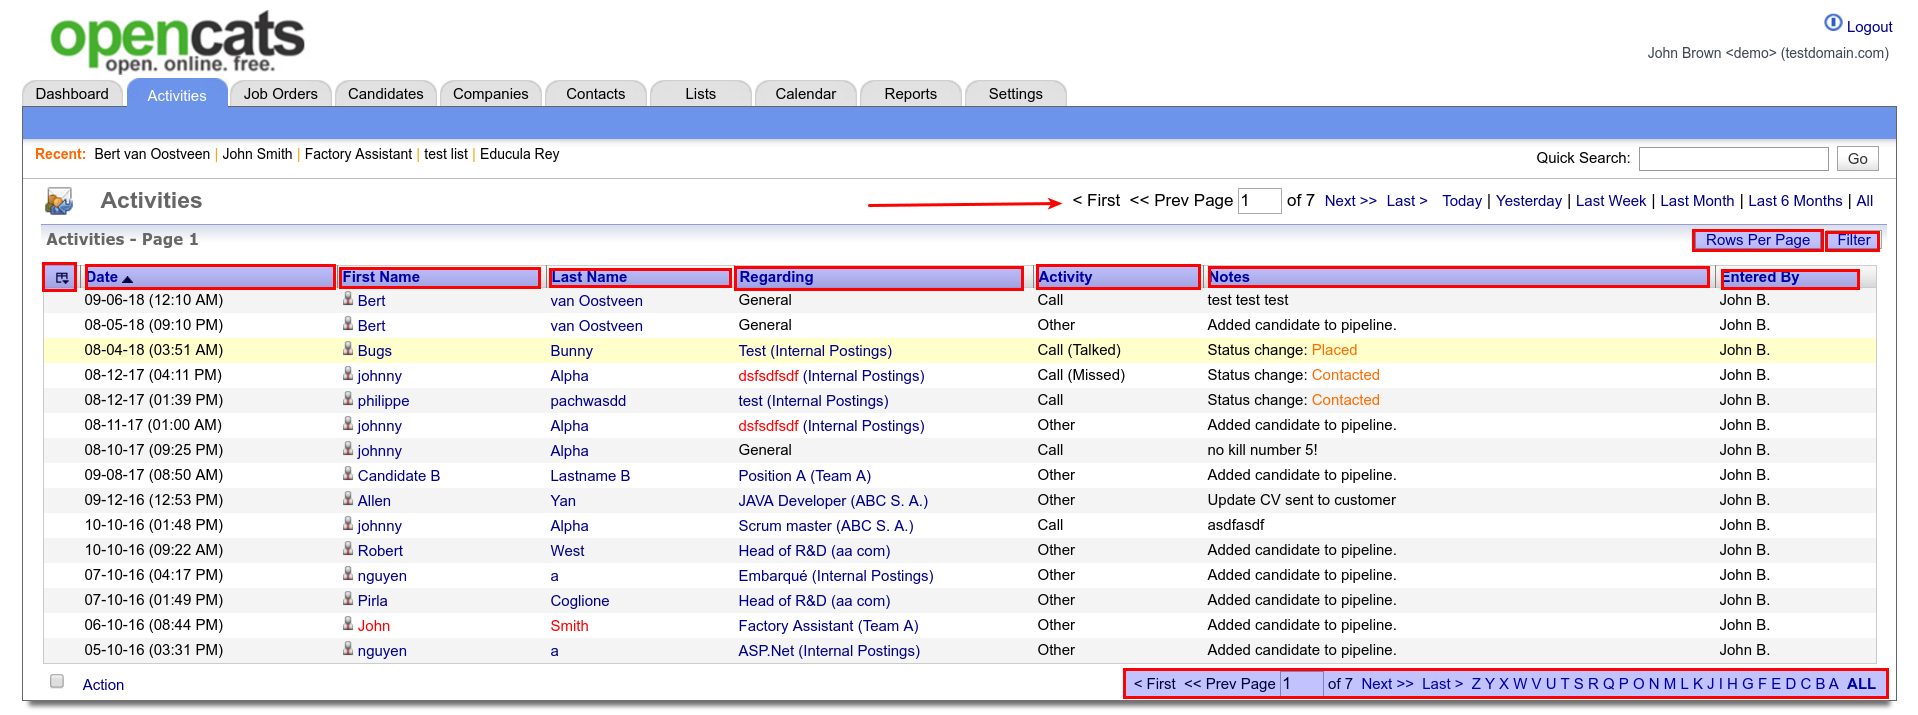 opencats
open. online. free.
Logout
John Brown <demo> (testdomain.com)
Dashboard Activities Job Orders Candidates Companies Contacts Lists Calendar Reports Settings
Recent: Bert van Oostveen | John Smith | Factory Assistant | test list | Educula Rey
Quick Search: Go
Activities
< First << Prev Page 1 of 7 Next >> Last > Today | Yesterday | Last Week | Last Month | Last 6 Months | All
Activities - Page 1
Rows Per Page Filter
Date First Name Last Name Regarding Activity Notes Entered By
09-06-18 (12:10 AM) Bert van Oostveen General Call test test test John B.
08-05-18 (09:10 PM) Bert van Oostveen General Other Added candidate to pipeline. John B.
08-04-18 (03:51 AM) Bugs Bunny Test (Internal Postings) Call (Talked) Status change: Placed John B.
08-12-17 (04:11 PM) johnny Alpha dsfsdfsdf (Internal Postings) Call (Missed) Status change: Contacted John B.
08-12-17 (01:39 PM) philippe pachwasdd test (Internal Postings) Call Status change: Contacted John B.
08-11-17 (01:00 AM) johnny Alpha dsfsdfsdf (Internal Postings) Other Added candidate to pipeline. John B.
08-10-17 (09:25 PM) johnny Alpha General Call no kill number 5! John B.
09-08-17 (08:50 AM) Candidate B Lastname B Position A (Team A) Other Added candidate to pipeline. John B.
09-12-16 (12:53 PM) Allen Yan JAVA Developer (ABC S. A.) Other Update CV sent to customer John B.
10-10-16 (01:48 PM) johnny Alpha Scrum master (ABC S. A.) Call asdfasdf John B.
10-10-16 (09:22 AM) Robert West Head of R&D (aa com) Other Added candidate to pipeline. John B.
07-10-16 (04:17 PM) nguyen a Embarqué (Internal Postings) Other Added candidate to pipeline. John B.
07-10-16 (01:49 PM) Pirla Coglione Head of R&D (aa com) Other Added candidate to pipeline. John B.
06-10-16 (08:44 PM) John Smith Factory Assistant (Team A) Other Added candidate to pipeline. John B.
05-10-16 (03:31 PM) nguyen a ASP.Net (Internal Postings) Other Added candidate to pipeline. John B.
Action
< First << Prev Page 1 of 7 Next >> Last > Z Y X W V U T S R Q P O N M L K J I H G F E D C B A ALL